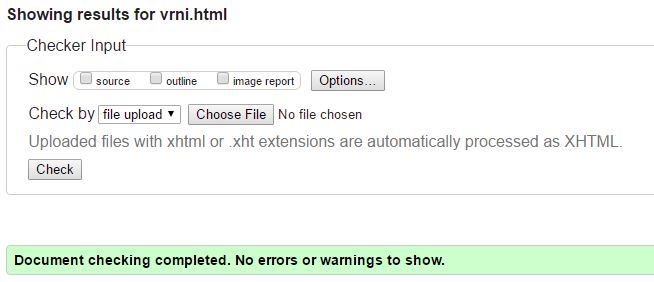 Showing results for vrni.html
Checker Input
Show source outline image report Options...
Check by file upload Choose File No file chosen
Uploaded files with xhtml or .xht extensions are automatically processed as XHTML.
Check
Document checking completed. No errors or warnings to show.